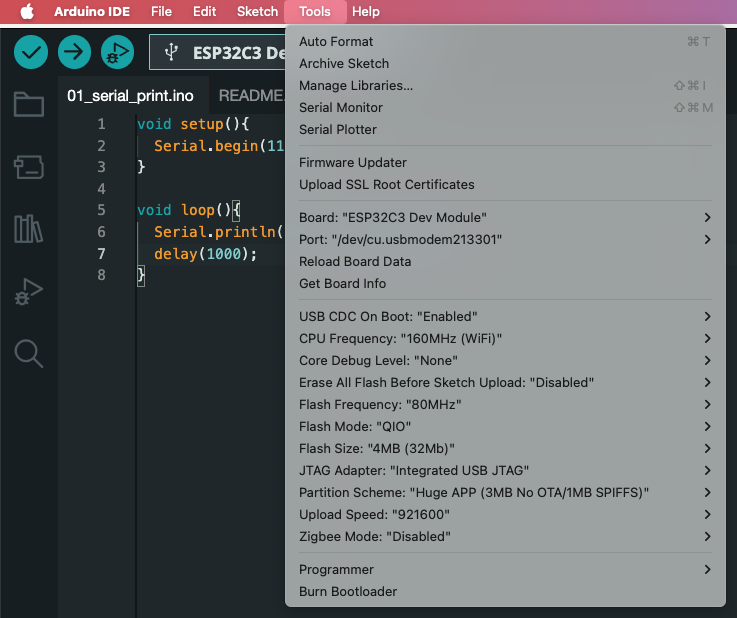 Arduino IDE File Edit Sketch Tools Help
ESP32C3 De
01_serial_print.ino README
1 void setup(){
2 Serial.begin(11
3 }
4
5 void loop(){
6 Serial.println(
7 delay(1000);
8 }
Auto Format ⌘T
Archive Sketch
Manage Libraries... ⇧⌘I
Serial Monitor ⇧⌘M
Serial Plotter
Firmware Updater
Upload SSL Root Certificates
Board: "ESP32C3 Dev Module"
Port: "/dev/cu.usbmodem213301"
Reload Board Data
Get Board Info
USB CDC On Boot: "Enabled"
CPU Frequency: "160MHz (WiFi)"
Core Debug Level: "None"
Erase All Flash Before Sketch Upload: "Disabled"
Flash Frequency: "80MHz"
Flash Mode: "QIO"
Flash Size: "4MB (32Mb)"
JTAG Adapter: "Integrated USB JTAG"
Partition Scheme: "Huge APP (3MB No OTA/1MB SPIFFS)"
Upload Speed: "921600"
Zigbee Mode: "Disabled"
Programmer
Burn Bootloader